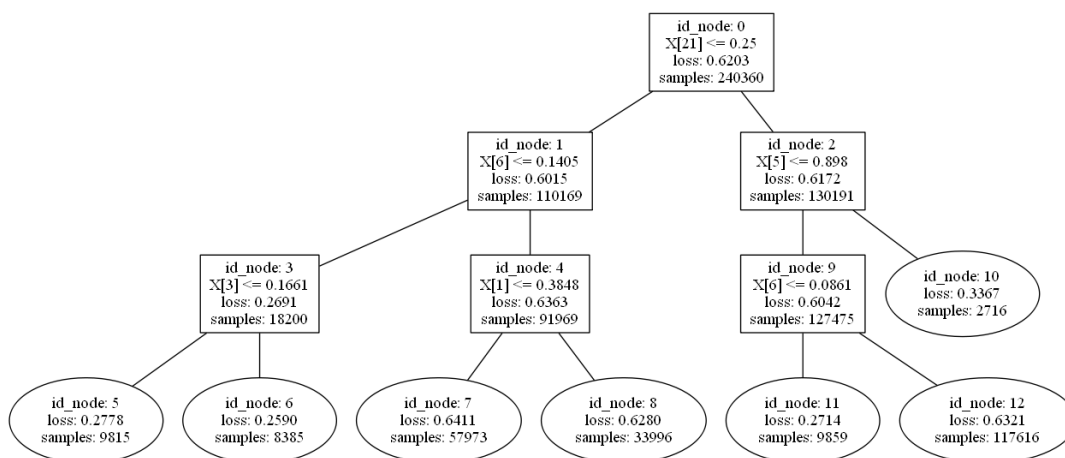 id_node: 0
X[21] <= 0.25
loss: 0.6203
samples: 240360
id_node: 1
X[6] <= 0.1405
loss: 0.6015
samples: 110169
id_node: 2
X[5] <= 0.898
loss: 0.6172
samples: 130191
id_node: 3
X[3] <= 0.1661
loss: 0.2691
samples: 18200
id_node: 4
X[1] <= 0.3848
loss: 0.6363
samples: 91969
id_node: 9
X[6] <= 0.0861
loss: 0.6042
samples: 127475
id_node: 10
loss: 0.3367
samples: 2716
id_node: 5
loss: 0.2778
samples: 9815
id_node: 6
loss: 0.2590
samples: 8385
id_node: 7
loss: 0.6411
samples: 57973
id_node: 8
loss: 0.6280
samples: 33996
id_node: 11
loss: 0.2714
samples: 9859
id_node: 12
loss: 0.6321
samples: 117616